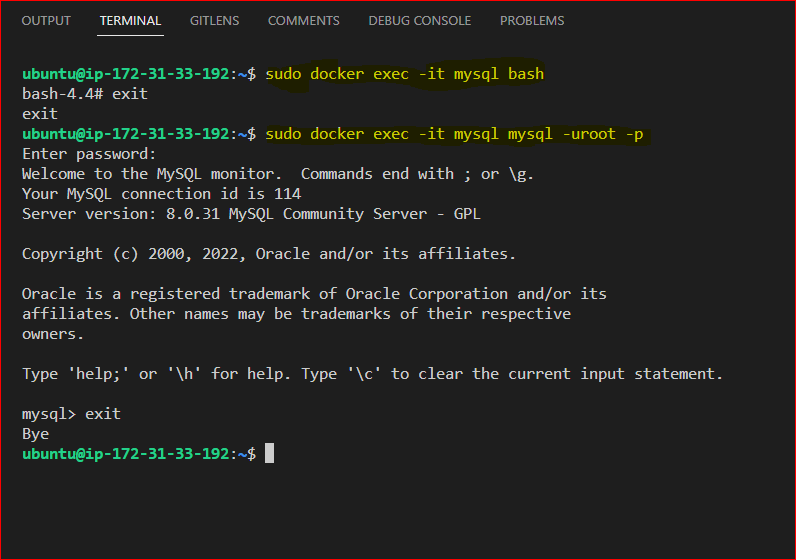 OUTPUT TERMINAL GITLENS COMMENTS DEBUG CONSOLE PROBLEMS
ubuntu@ip-172-31-33-192:~$ sudo docker exec -it mysql bash
bash-4.4# exit
exit
ubuntu@ip-172-31-33-192:~$ sudo docker exec -it mysql mysql -uroot -p
Enter password:
Welcome to the MySQL monitor.  Commands end with ; or \g.
Your MySQL connection id is 114
Server version: 8.0.31 MySQL Community Server - GPL
Copyright (c) 2000, 2022, Oracle and/or its affiliates.
Oracle is a registered trademark of Oracle Corporation and/or its
affiliates. Other names may be trademarks of their respective
owners.
Type 'help;' or '\h' for help. Type '\c' to clear the current input statement.
mysql> exit
Bye
ubuntu@ip-172-31-33-192:~$